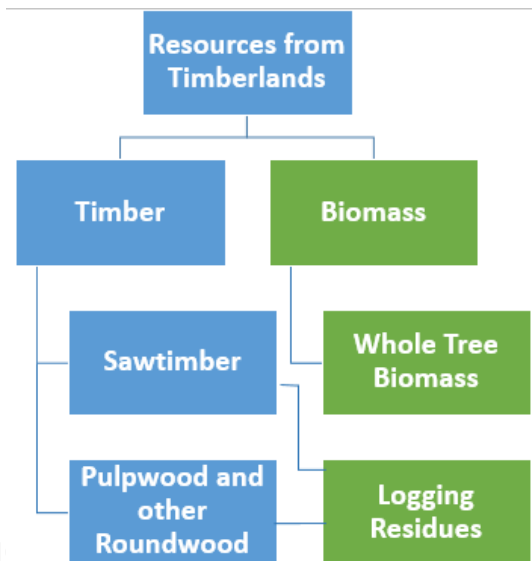 Resources from
Timberlands
Timber
Biomass
Sawtimber
Whole Tree
Biomass
Pulpwood and
other
Roundwood
Logging
Residues